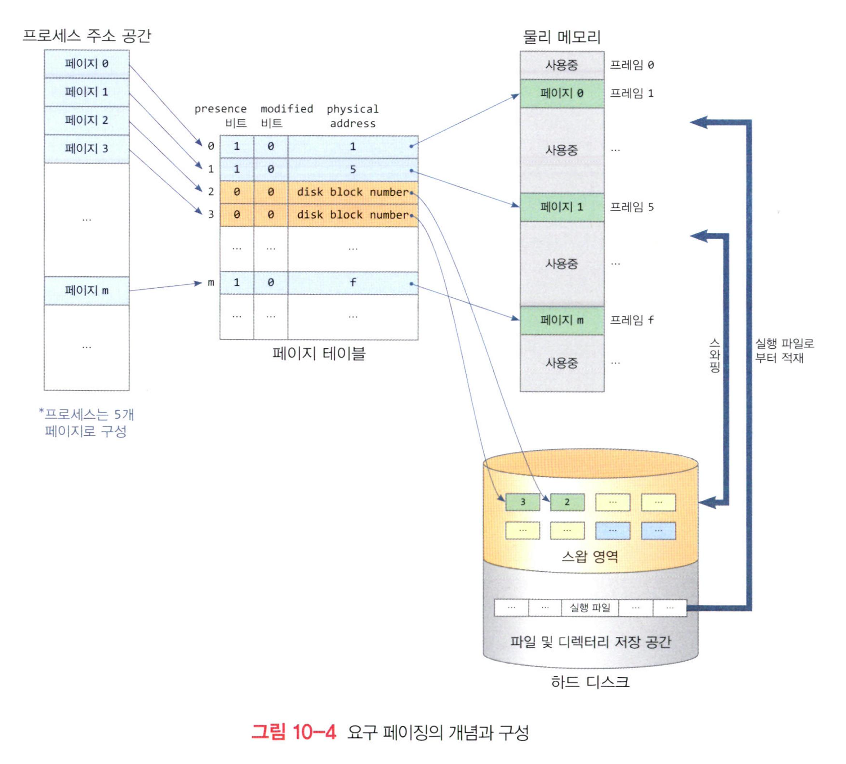 프로세스 주소 공간
페이지 0
페이지 1
페이지 2
페이지 3
...
페이지 m
...
*프로세스는 5개
페이지로 구성
presence 비트
modified 비트
physical address
0 1 0 1
1 1 0 5
2 0 0 disk block number
3 0 0 disk block number
... ...
m 1 0 f
... ...
페이지 테이블
물리 메모리
사용중 프레임 0
페이지 0 프레임 1
사용중 ...
페이지 1 프레임 5
사용중 ...
페이지 m 프레임 f
사용중 ...
스와핑
실행 파일로
부터 적재
3 2 ... ...
... ... ... ...
스왑 영역
... ... 실행 파일 ... ...
파일 및 디렉터리 저장 공간
하드 디스크
그림 10-4 요구 페이징의 개념과 구성